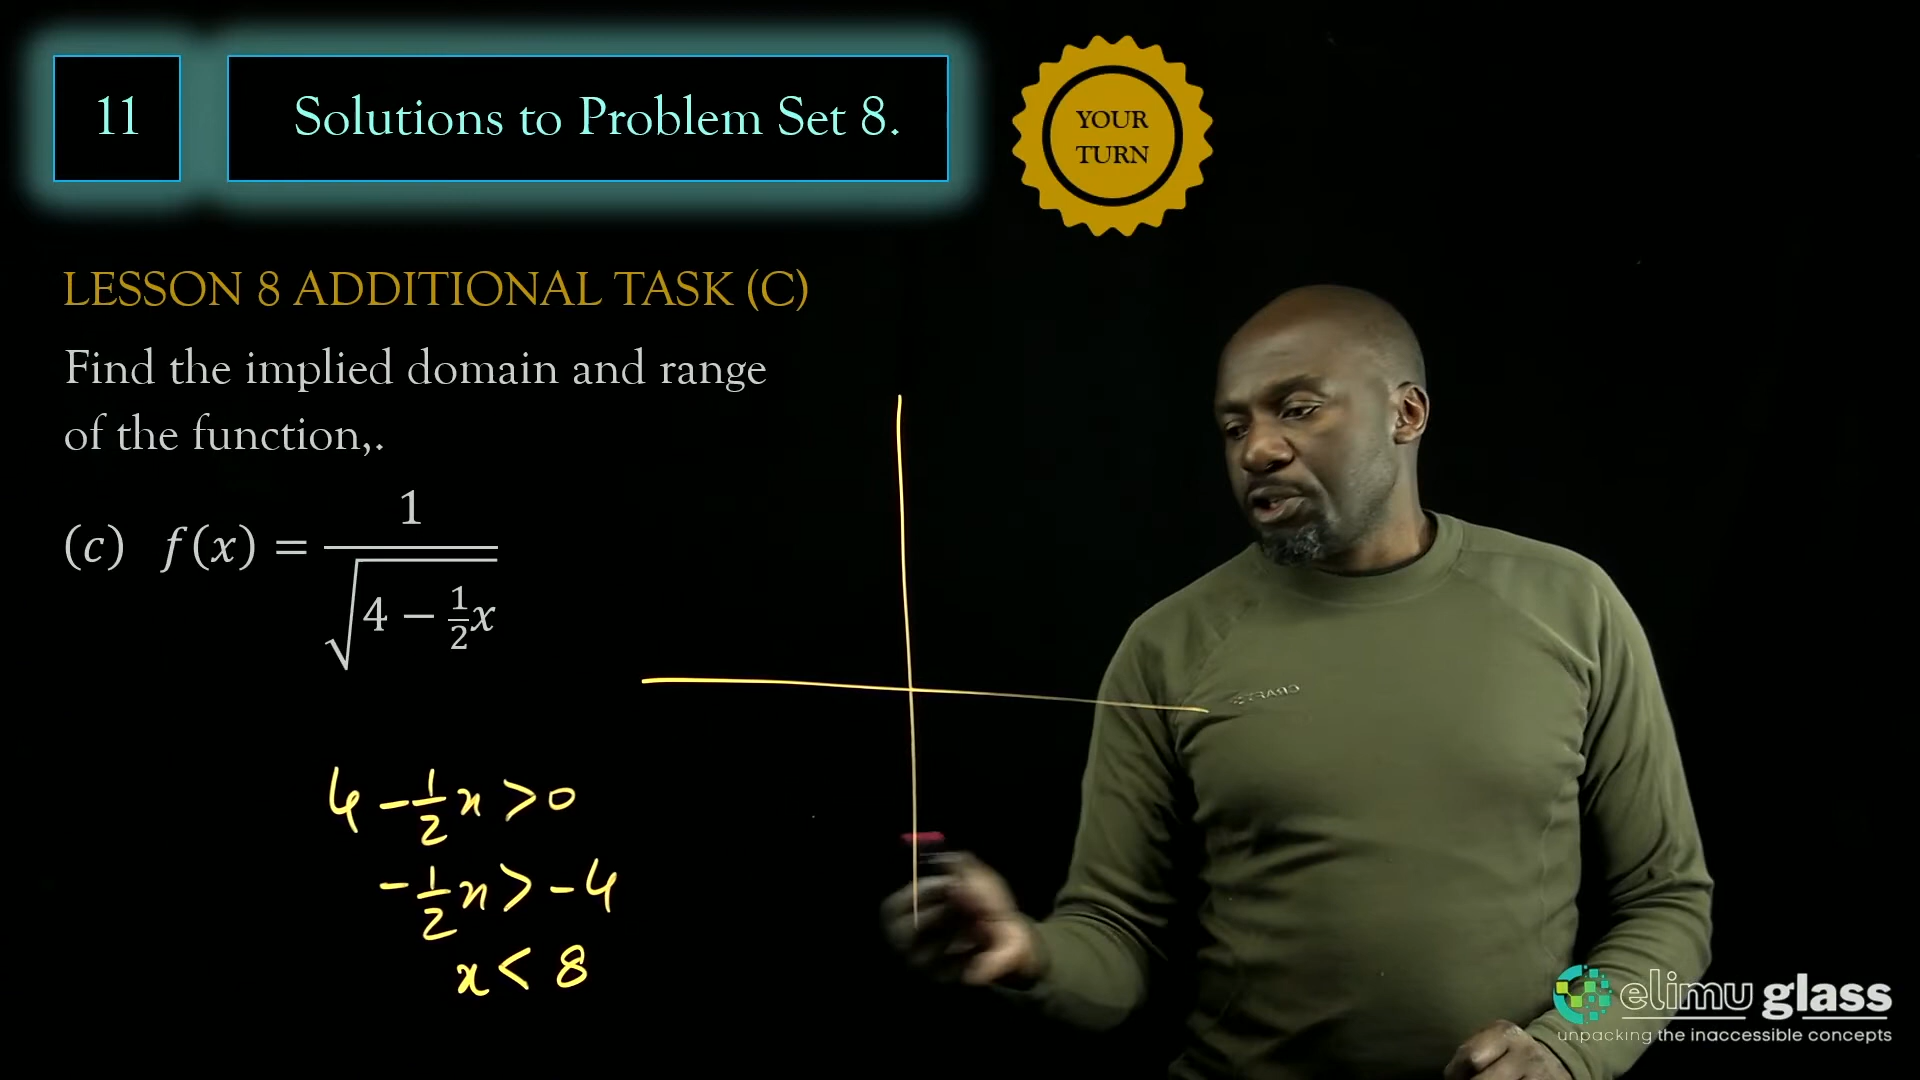 11
Solutions to Problem Set 8.
YOUR
TURN
LESSON 8 ADDITIONAL TASK (C)
Find the implied domain and range
of the function,.
(c) f(x) = 1/√(4 − ½x)
4 - ½x > 0
- ½x > - 4
x < 8
CRAFT
elimu glass
unpacking the inaccessible concepts